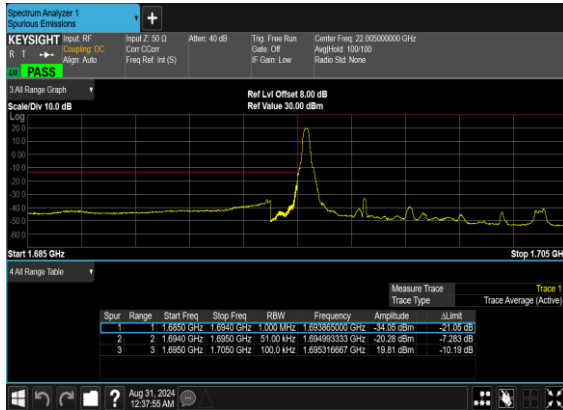 Spectrum Analyzer 1
Spurious Emissions
+
KEYSIGHT Input: RF Input Z: 50 Ω Atten: 40 dB Trig: Free Run Center Freq: 22.005000000 GHz
R T Coupling: DC Corr CCorr Gate: Off Avg|Hold: 100/100
Align: Auto Freq Ref: Int (S) IF Gain: Low Radio Std: None
PASS
3 All Range Graph
Ref Lvl Offset 8.00 dB
Scale/Div 10.0 dB Ref Value 30.00 dBm
Log
20.0
10.0
0.00
-10.0
-20.0
-30.0
-40.0
-50.0
-60.0
Start 1.685 GHz Stop 1.705 GH
4 All Range Table
Measure Trace Trace 1
Trace Type Trace Average (Active)
Spur Range Start Freq Stop Freq RBW Frequency Amplitude ΔLimit
1 1 1.6850 GHz 1.6940 GHz 1.000 MHz 1.693865000 GHz -34.05 dBm -21.05 dB
2 2 1.6940 GHz 1.6950 GHz 51.00 kHz 1.694993333 GHz -20.28 dBm -7.283 dB
3 3 1.6950 GHz 1.7050 GHz 100.0 kHz 1.695316667 GHz 19.81 dBm -10.19 dB
? Aug 31, 2024
12:37:55 AM